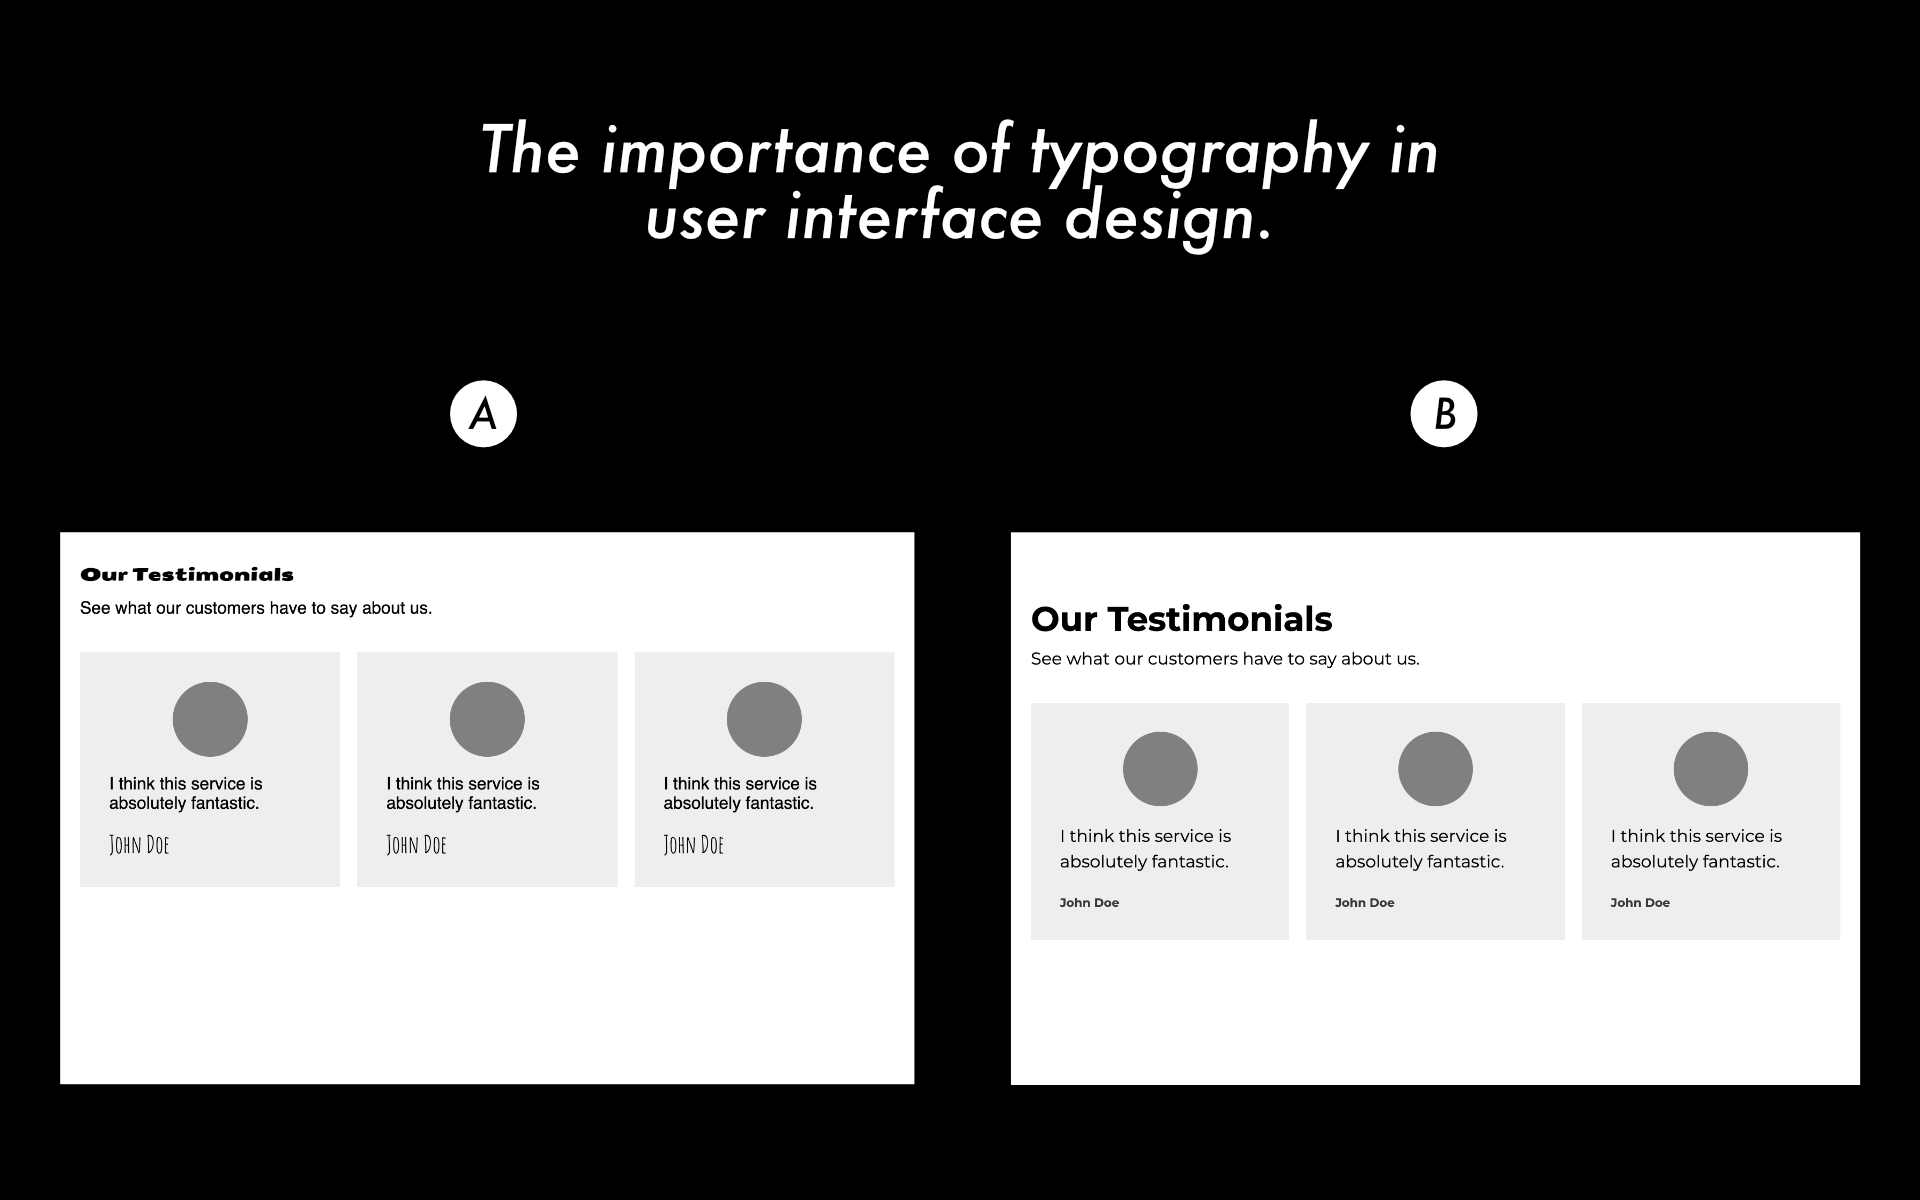 The importance of typography in
user interface design.
A
B
Our Testimonials
See what our customers have to say about us.
I think this service is
absolutely fantastic.
John Doe
I think this service is
absolutely fantastic.
John Doe
I think this service is
absolutely fantastic.
John Doe
Our Testimonials
See what our customers have to say about us.
I think this service is
absolutely fantastic.
John Doe
I think this service is
absolutely fantastic.
John Doe
I think this service is
absolutely fantastic.
John Doe